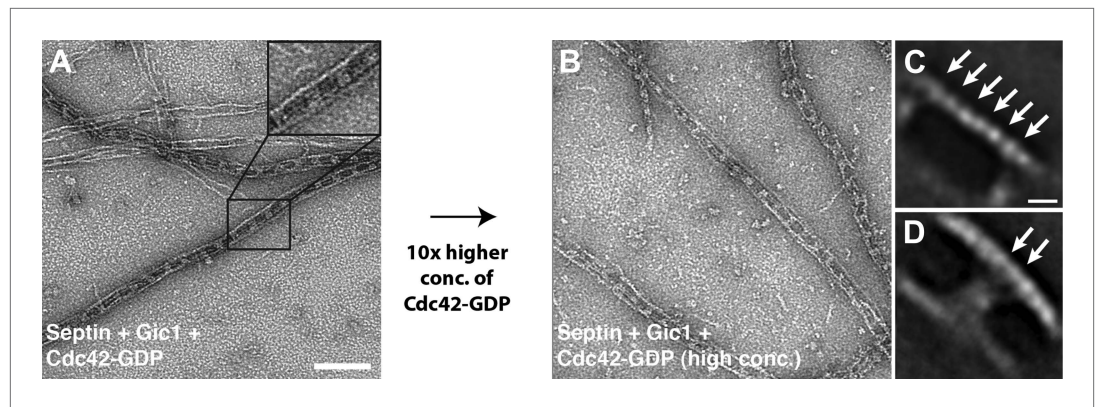 A
Septin + Gic1 +
Cdc42-GDP
10x higher
conc. of
Cdc42-GDP
B
Septin + Gic1 +
Cdc42-GDP (high conc.)
C
D